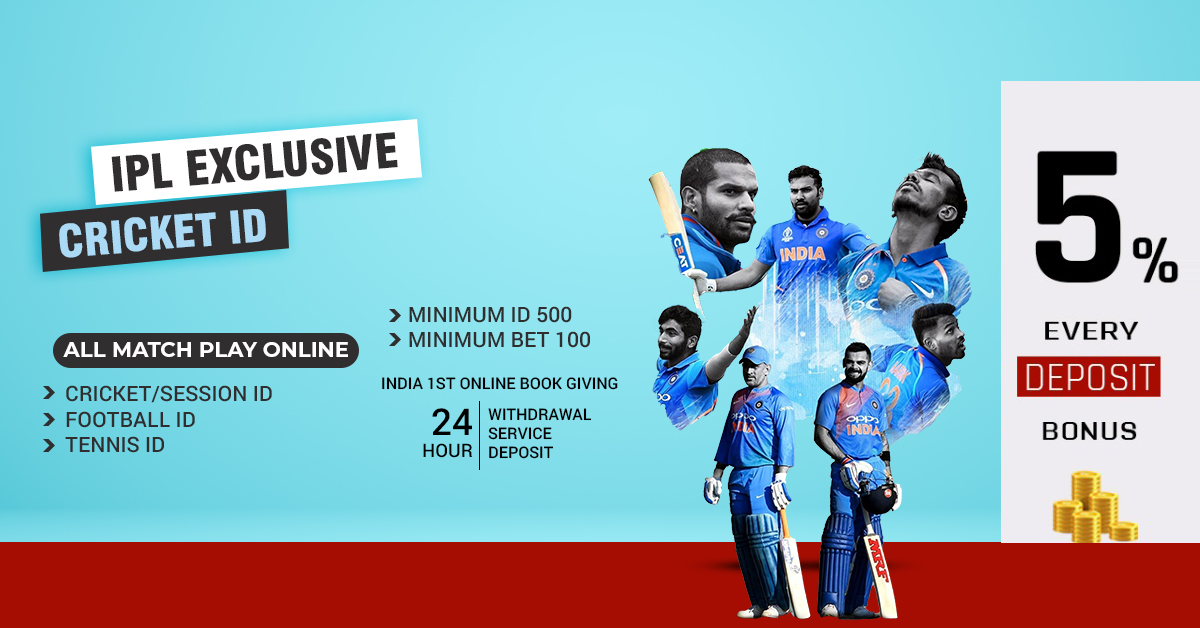 IPL EXCLUSIVE
CRICKET ID
ALL MATCH PLAY ONLINE
CRICKET/SESSION ID
FOOTBALL ID
TENNIS ID
MINIMUM ID 500
MINIMUM BET 100
INDIA 1ST ONLINE BOOK GIVING
24
HOUR
WITHDRAWAL
SERVICE
DEPOSIT
CEAT
INDIA
oppo
INDIA
oppo
INDIA
MRF
5%
EVERY
DEPOSIT
BONUS